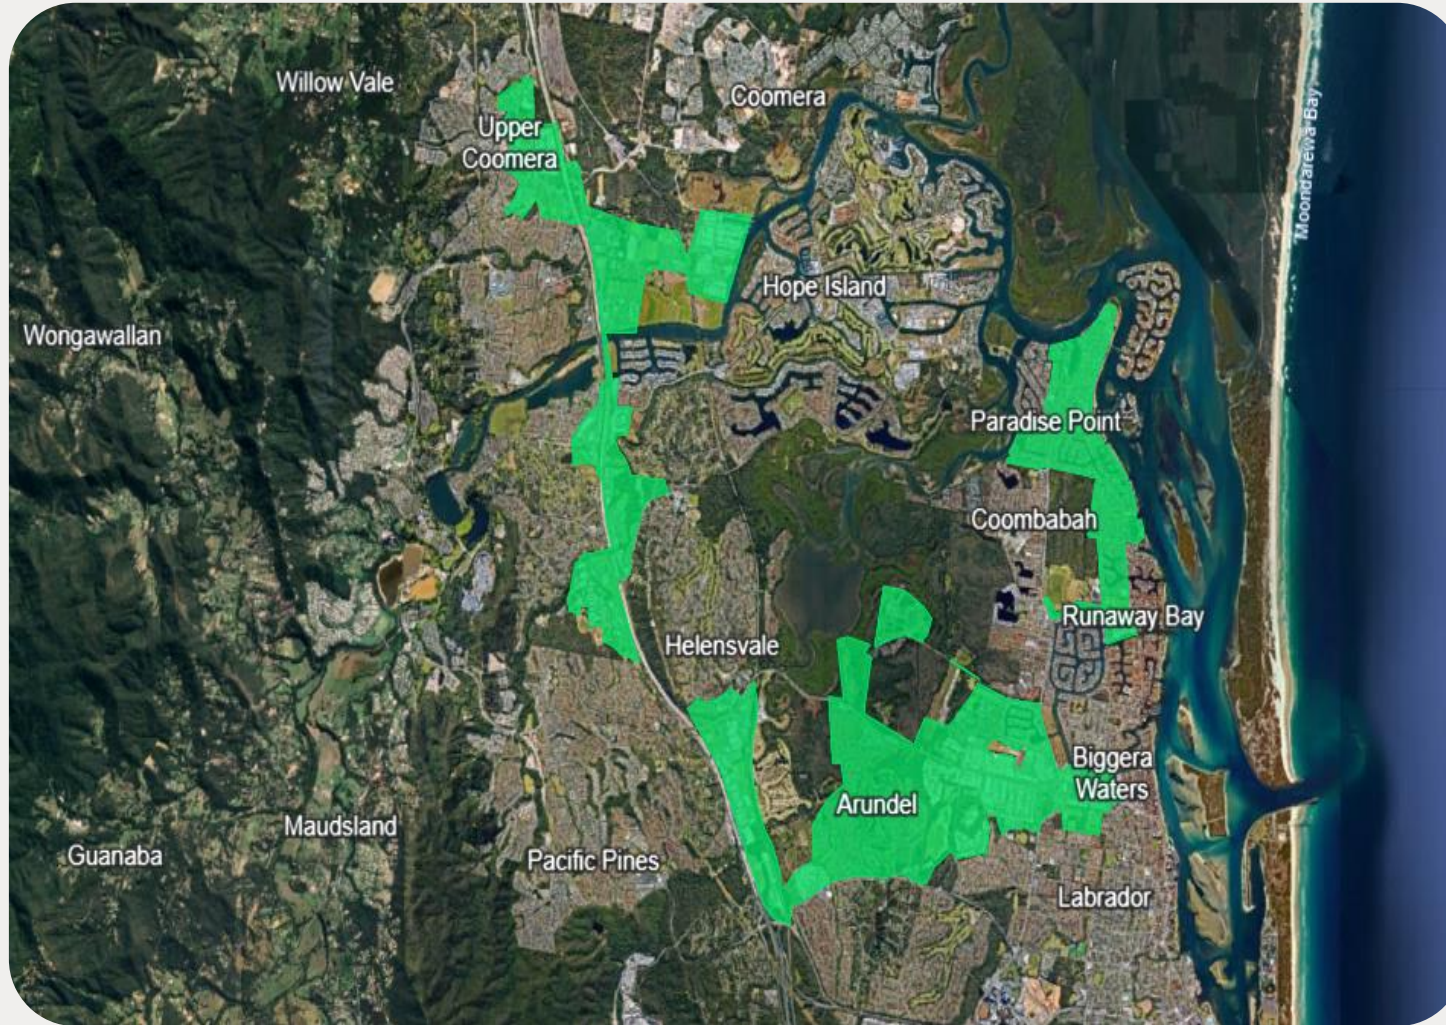 Willow Vale
Coomera
Moondarewa Bay
Upper
Coomera
Hope Island
Wongawallan
Paradise Point
Coombabah
Runaway Bay
Helensvale
Biggera
Waters
Arundel
Maudsland
Guanaba
Pacific Pines
Labrador